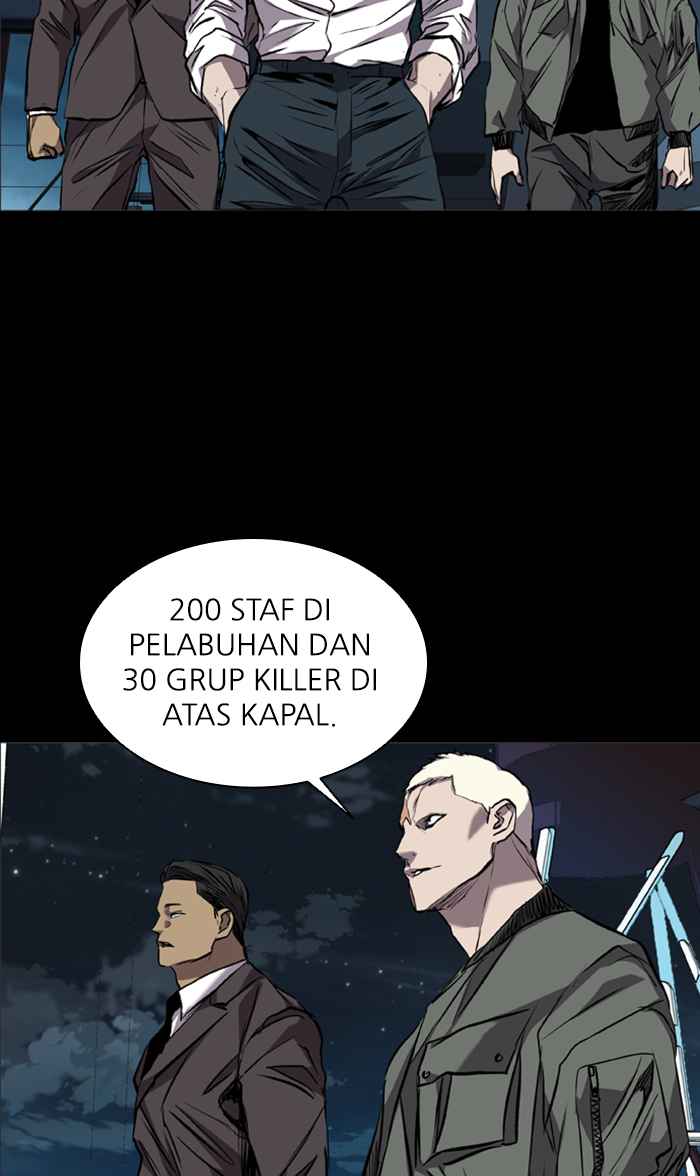 200 STAF DI
PELABUHAN DAN
30 GRUP KILLER DI
ATAS KAPAL.